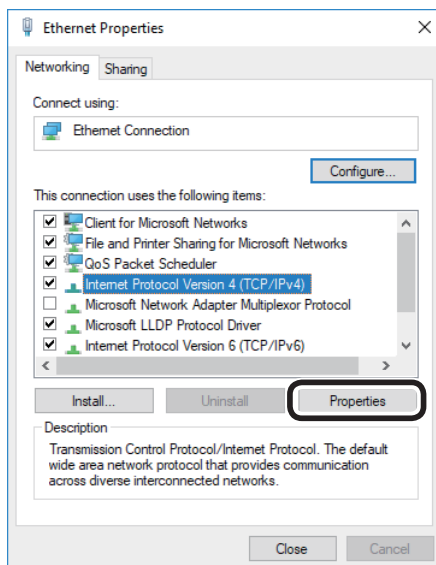 Ethernet Properties
Networking
Sharing
Connect using:
Ethernet Connection
Configure...
This connection uses the following items:
Client for Microsoft Networks
File and Printer Sharing for Microsoft Networks
QoS Packet Scheduler
Internet Protocol Version 4 (TCP/IPv4)
Microsoft Network Adapter Multiplexor Protocol
Microsoft LLDP Protocol Driver
Internet Protocol Version 6 (TCP/IPv6)
Install...
Uninstall
Properties
Description
Transmission Control Protocol/Internet Protocol. The default
wide area network protocol that provides communication
across diverse interconnected networks.
Close
Cancel